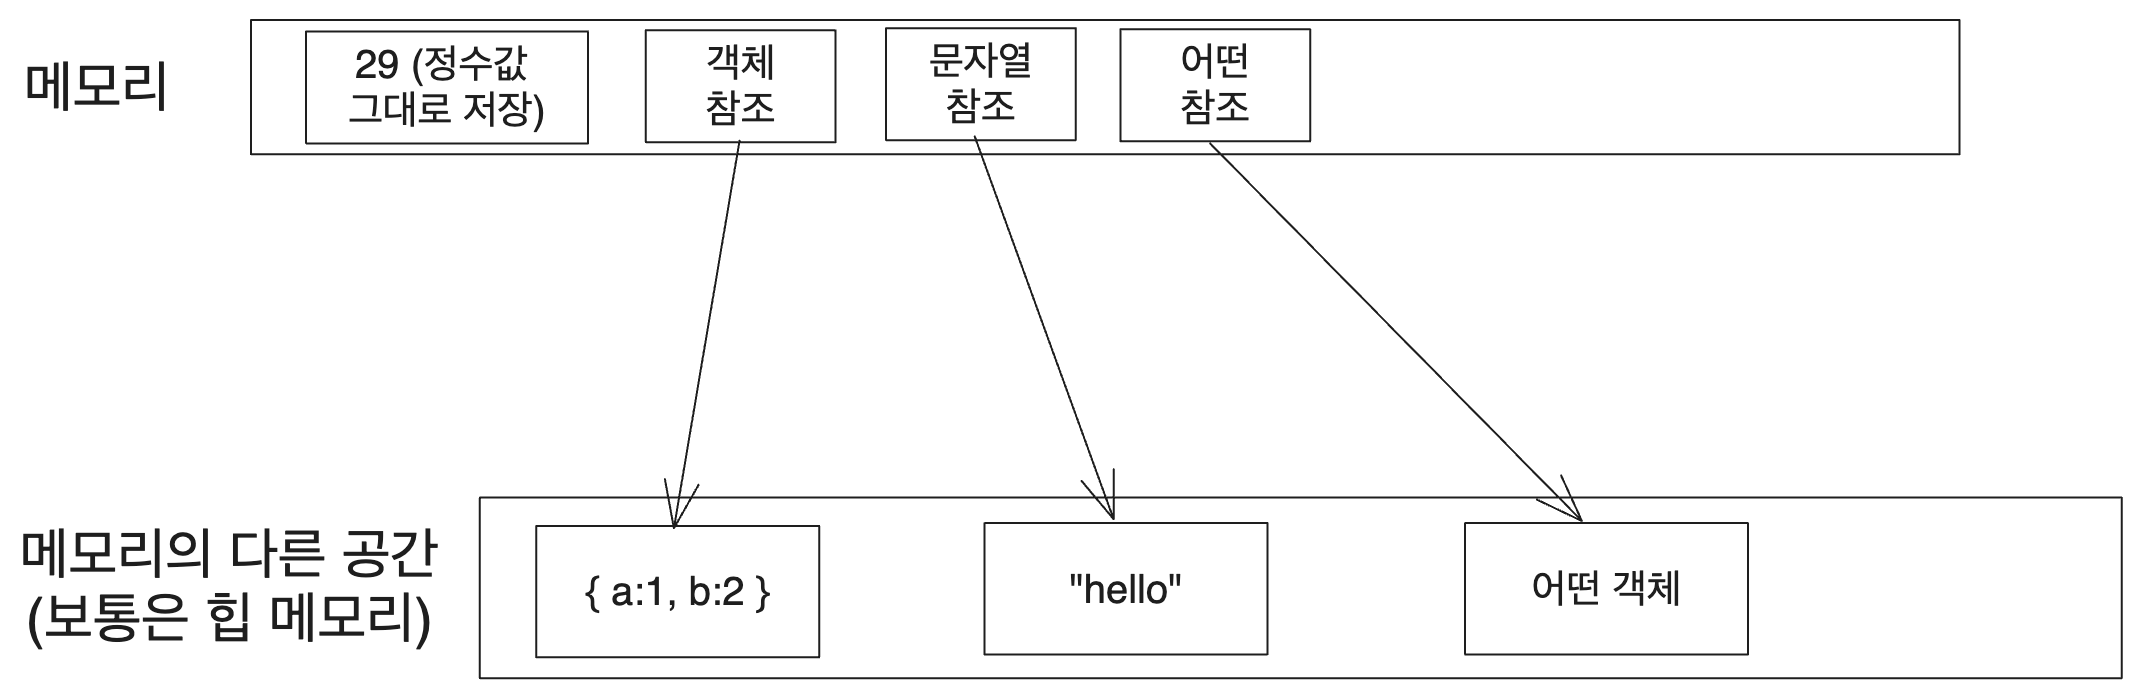 메모리
29 (정수값
그대로 저장)
객체
참조
문자열
참조
어떤
참조
메모리의 다른 공간
(보통은 힙 메모리)
{ a:1, b:2 }
"hello"
어떤 객체